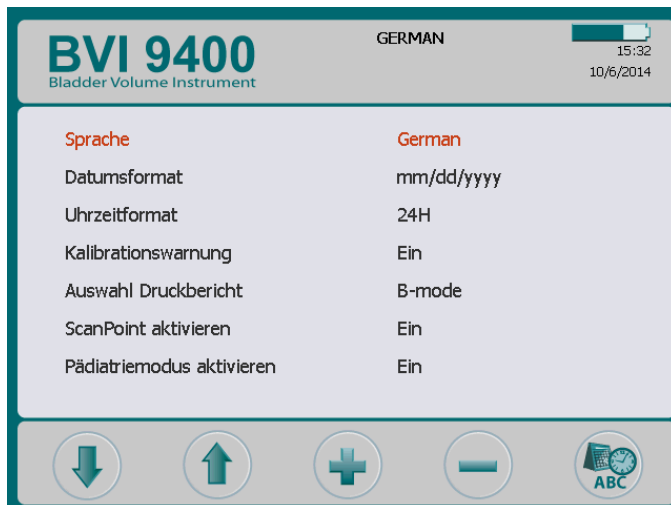 BVI 9400
Bladder Volume Instrument
GERMAN
15:32
10/6/2014
Sprache German
Datumsformat mm/dd/yyyy
Uhrzeitformat 24H
Kalibrationswarnung Ein
Auswahl Druckbericht B-mode
ScanPoint aktivieren Ein
Pädiatriemodus aktivieren Ein
ABC